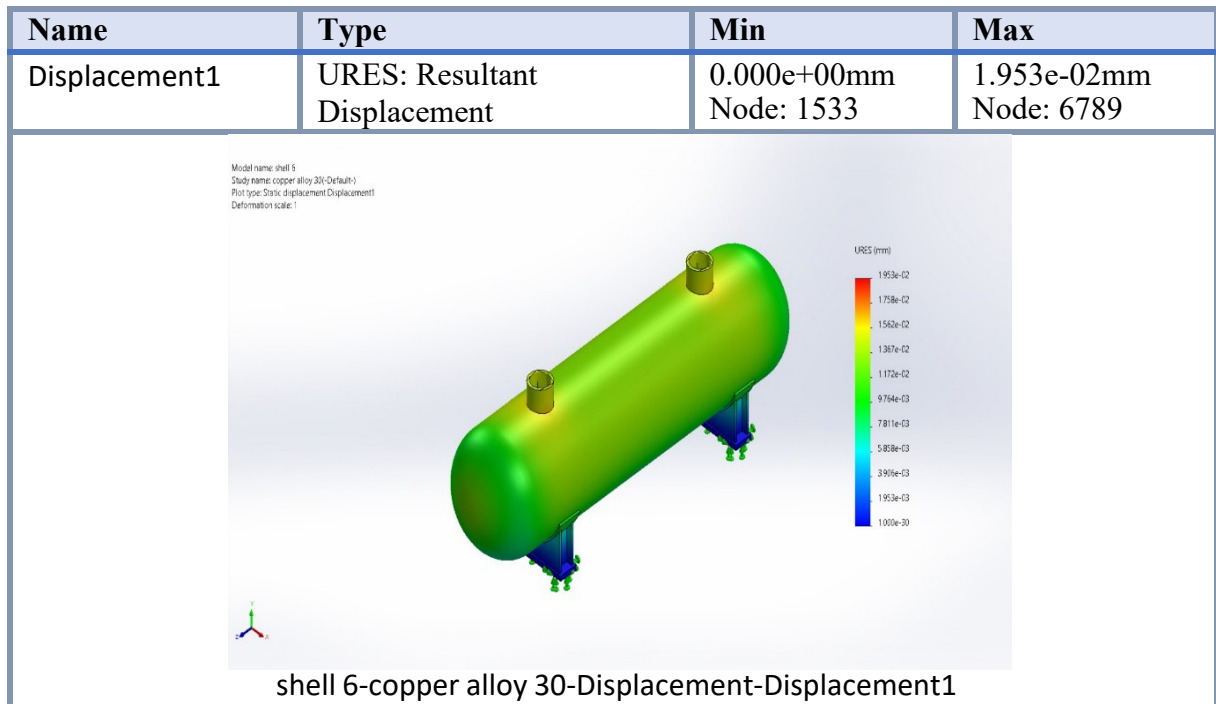 Name Type Min Max
Displacement1 URES: Resultant 0.000e+00mm 1.953e-02mm
Displacement Node: 1533 Node: 6789
Model name: shell 6
Study name: copper alloy 30(-Default-)
Plot type: Static displacement Displacement1
Deformation scale: 1
URES (mm)
1.953e-02
1.758e-02
1.562e-02
1.367e-02
1.172e-02
9.764e-03
7.811e-03
5.858e-03
3.906e-03
1.953e-03
1.000e-30
Y
Z X
shell 6-copper alloy 30-Displacement-Displacement1